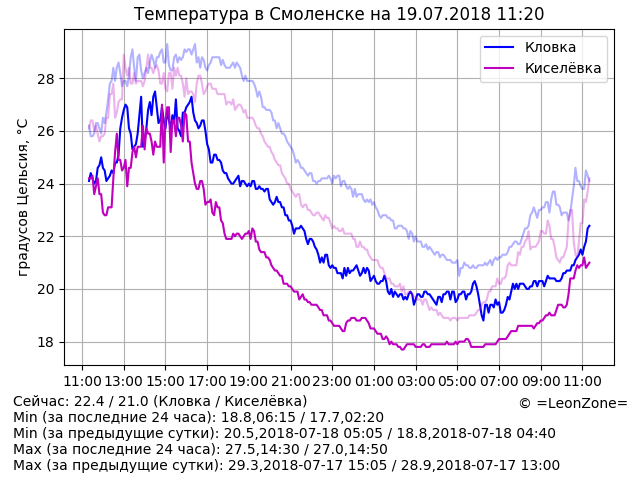 Температура в Смоленске на 19.07.2018 11:20
Кловка
Киселёвка
градусов Цельсия, °C
28
26
24
22
20
18
11:00 13:00 15:00 17:00 19:00 21:00 23:00 01:00 03:00 05:00 07:00 09:00 11:00
Сейчас: 22.4 / 21.0 (Кловка / Киселёвка)
© =LeonZone=
Min (за последние 24 часа): 18.8,06:15 / 17.7,02:20
Min (за предыдущие сутки): 20.5,2018-07-18 05:05 / 18.8,2018-07-18 04:40
Max (за последние 24 часа): 27.5,14:30 / 27.0,14:50
Max (за предыдущие сутки): 29.3,2018-07-17 15:05 / 28.9,2018-07-17 13:00